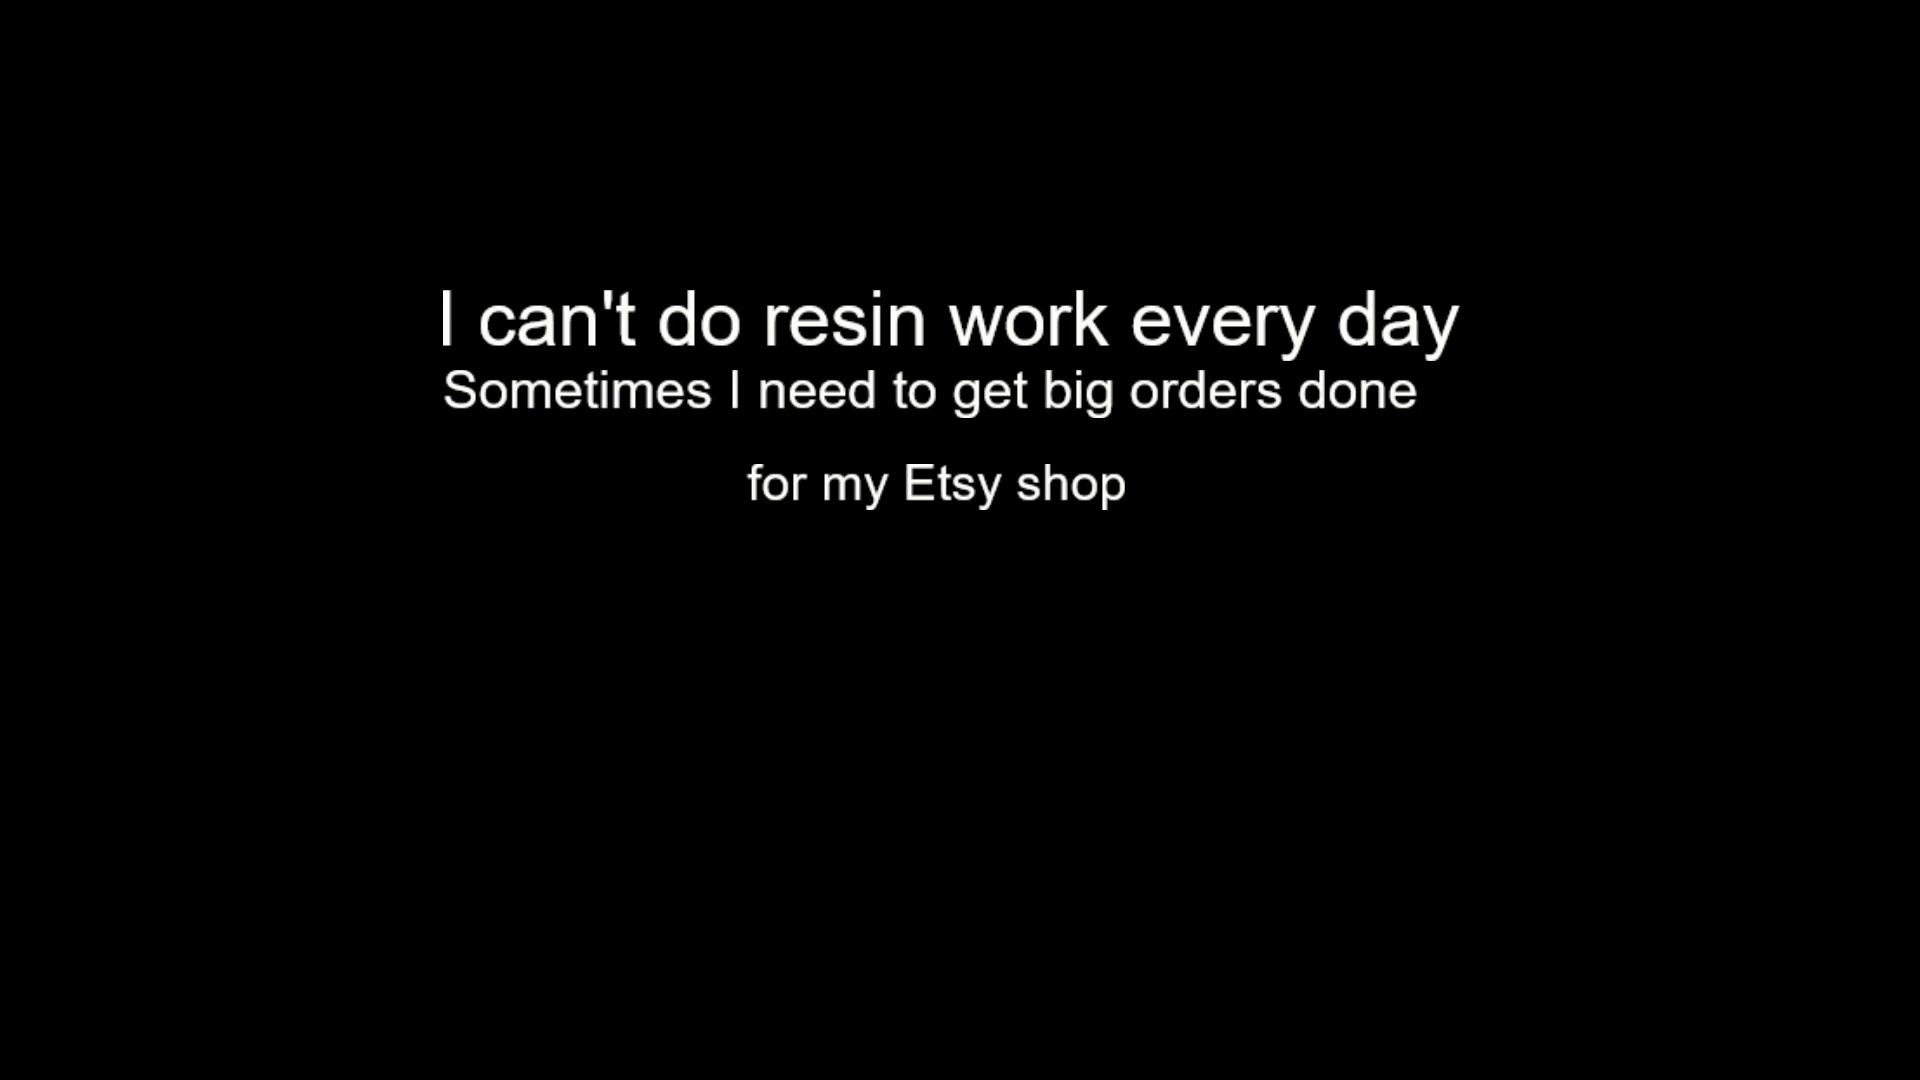 I can't do resin work every day
Sometimes I need to get big orders done
for my Etsy shop